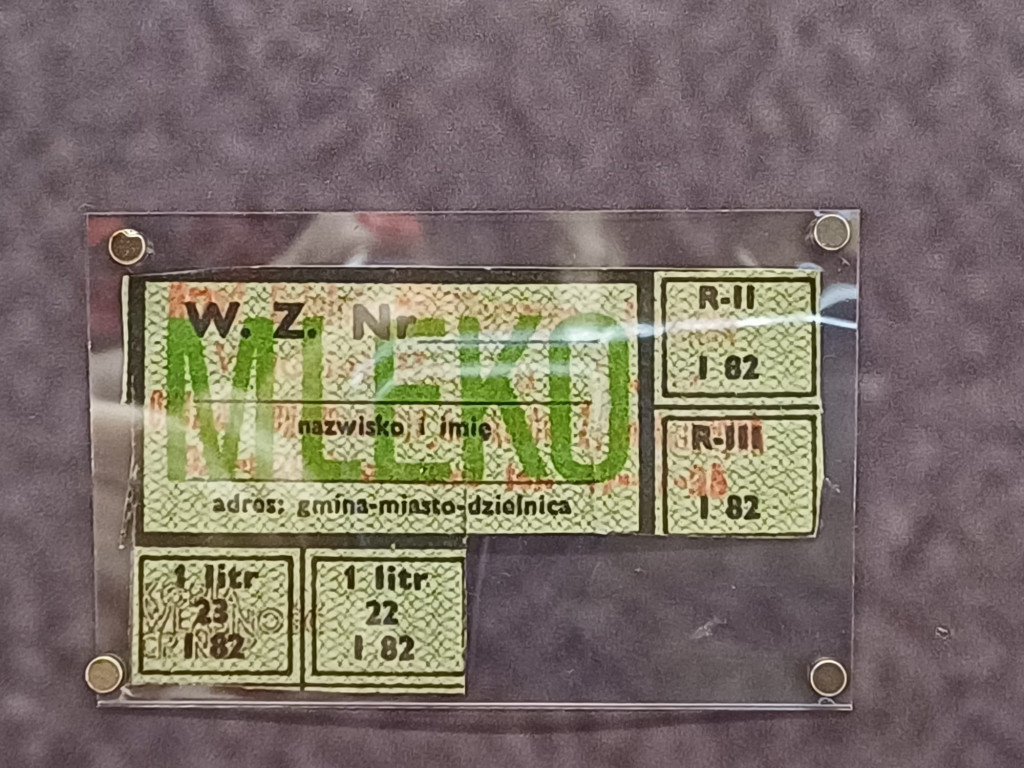 W. Z. Nr
MLEKO
nazwisko i imię
adres: gmina-miasto-dzielnica
R-II
I 82
R-III
I 82
1 litr
23
I 82
1 litr
22
I 82